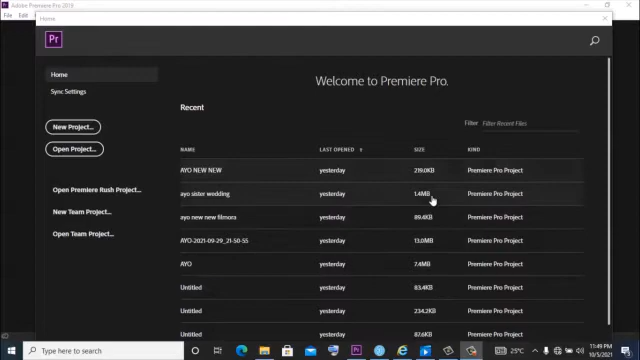 Adobe Premiere Pro 2019
File Edit
Home
Pr
Home
Sync Settings
New Project...
Open Project...
Open Premiere Rush Project...
New Team Project...
Open Team Project...
Welcome to Premiere Pro.
Recent
Filter Filter Recent Files
NAME LAST OPENED SIZE KIND
AYO NEW NEW yesterday 219.0KB Premiere Pro Project
ayo sister wedding yesterday 1.4MB Premiere Pro Project
ayo new new filmora yesterday 89.4KB Premiere Pro Project
AYO-2021-09-29_21-50-55 yesterday 13.0MB Premiere Pro Project
AYO yesterday 7.4MB Premiere Pro Project
Untitled yesterday 83.4KB Premiere Pro Project
Untitled yesterday 234.2KB Premiere Pro Project
Untitled yesterday 87.6KB Premiere Pro Project
Type here to search
Pr
25°C
11:49 PM
10/5/2021